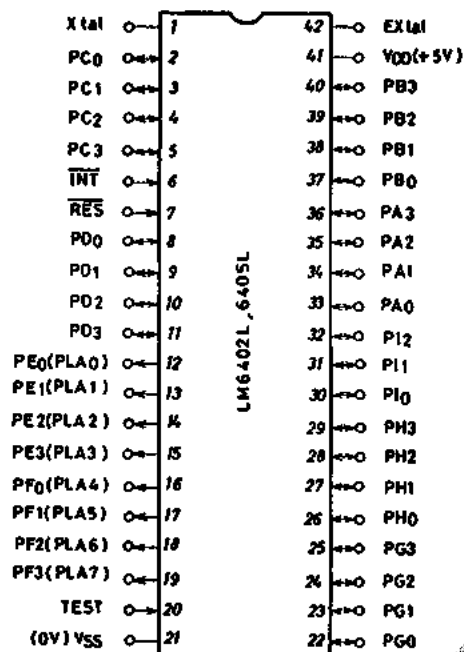 Xtal 1 42 EXtal
PC0 2 41 VDD(+5V)
PC1 3 40 PB3
PC2 4 39 PB2
PC3 5 38 PB1
INT 6 37 PB0
RES 7 36 PA3
PD0 8 35 PA2
PD1 9 34 PA1
PD2 10 33 PA0
PD3 11 32 PI2
PE0(PLA0) 12 31 PI1
PE1(PLA1) 13 30 PI0
PE2(PLA2) 14 29 PH3
PE3(PLA3) 15 28 PH2
PF0(PLA4) 16 27 PH1
PF1(PLA5) 17 26 PH0
PF2(PLA6) 18 25 PG3
PF3(PLA7) 19 24 PG2
TEST 20 23 PG1
(0V) VSS 21 22 PG0
LM6402L, 6405L